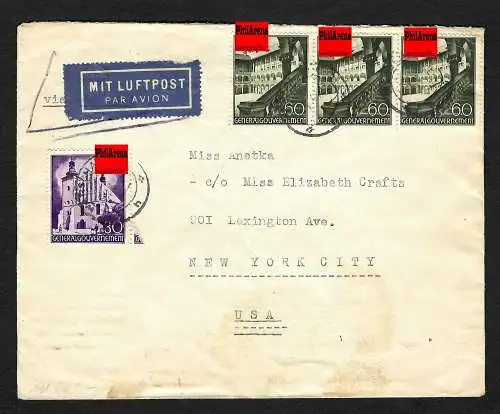 PhilArena
PhilArena
PhilArena
60
60
60
GENERALGOUVERNEMENT
GENERALGOUVERNEMENT
GENERALGOUVERNEMENT
via
MIT LUFTPOST
PAR AVION
PhilArena
30
GENERALGOUVERNEMENT
Miss Anetka
- c/o Miss Elizabeth Crafts
901 Lexington Ave.
NEW YORK CITY
USA